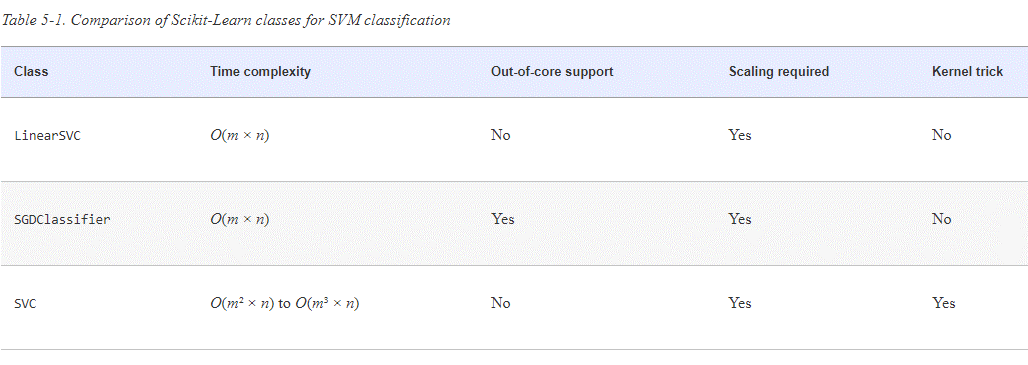 Table 5-1. Comparison of Scikit-Learn classes for SVM classification
Class Time complexity Out-of-core support Scaling required Kernel trick
LinearSVC O(m × n) No Yes No
SGDClassifier O(m × n) Yes Yes No
SVC O(m² × n) to O(m³ × n) No Yes Yes